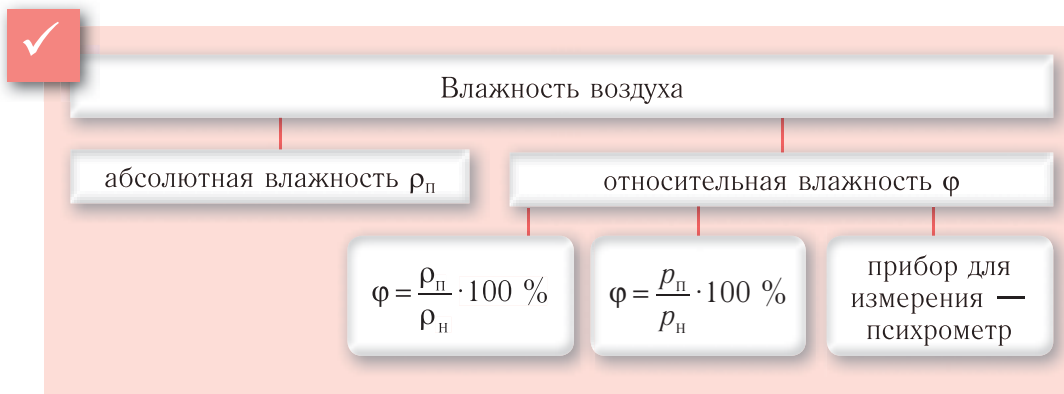 Влажность воздуха
абсолютная влажность ρп
относительная влажность φ
φ = ρп/ρн · 100 %
φ = pп/pн · 100 %
прибор для
измерения —
психрометр